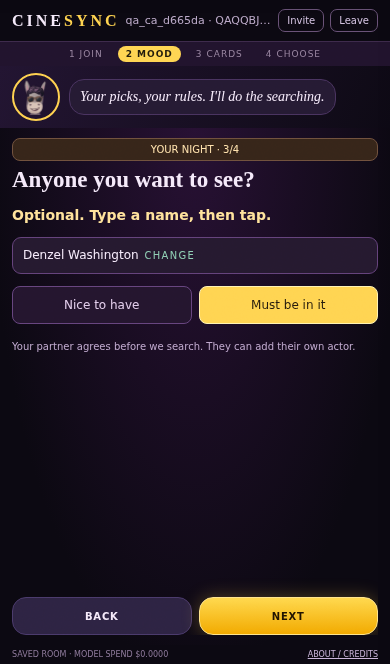 CINESYNC qa_ca_d665da · QAQQBJ... Invite Leave
1 JOIN 2 MOOD 3 CARDS 4 CHOOSE
Your picks, your rules. I'll do the searching.
YOUR NIGHT · 3/4
Anyone you want to see?
Optional. Type a name, then tap.
Denzel Washington CHANGE
Nice to have Must be in it
Your partner agrees before we search. They can add their own actor.
BACK NEXT
SAVED ROOM · MODEL SPEND $0.0000 ABOUT / CREDITS